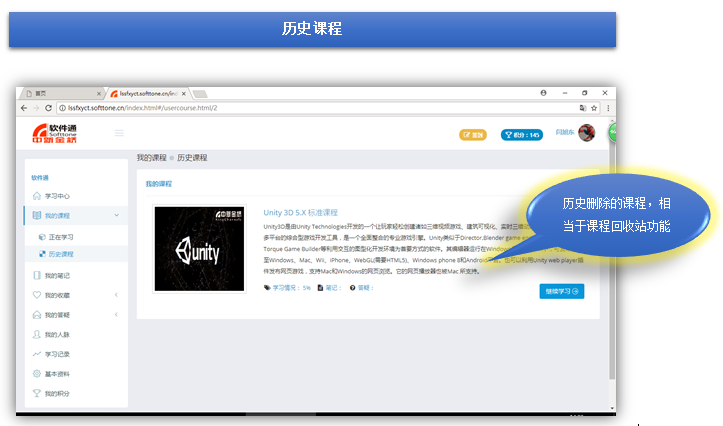 历史课程
首页
lssfxyct.softtone.cn/ind
lssfxyct.softtone.cn/index.html#/usercourse.html/2
软件通
Softtone
中新金桥
积分：145
我的课程 » 历史课程
软件通
学习中心
我的课程
正在学习
历史课程
我的笔记
我的收藏
我的答疑
我的人脉
学习记录
基本资料
我的积分
我的课程
中新金桥
unity
Unity 3D 5.X 标准课程
Unity3D是由Unity Technologies开发的一个让玩家轻松创建诸如三维视频游戏、建筑可视化、实时三维
多平台的综合型游戏开发工具，是一个全面整合的专业游戏引擎。Unity类似于Director,Blender game
Torque Game Builder等利用交互的图型化开发环境为首要方式的软件。其编辑器运行在Window
至Windows、Mac、Wii、iPhone、WebGL(需要HTML5)、Windows phone 8和Android平台。也可以利用Unity web player插
件发布网页游戏，支持Mac和Windows的网页浏览。它的网页播放器也被Mac 所支持。
学习情况： 5% 笔记： 答疑：
继续学习
历史删除的课程，相
当于课程回收站功能